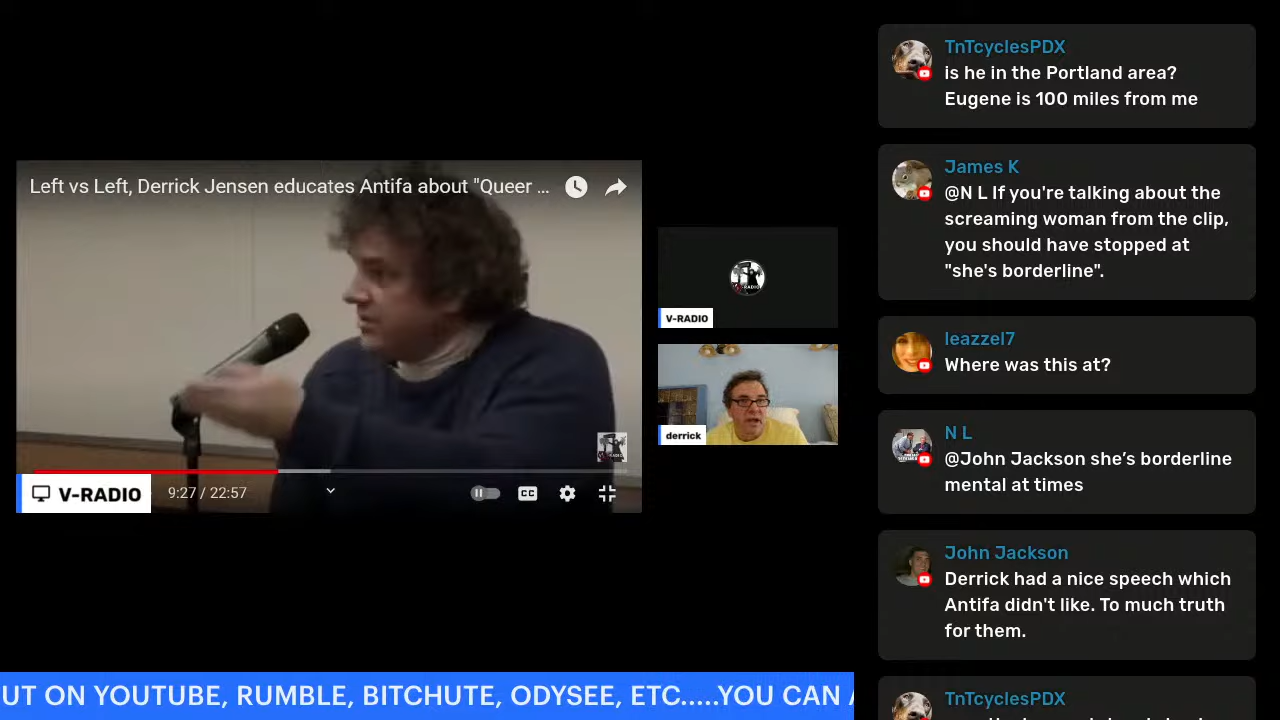 Left vs Left, Derrick Jensen educates Antifa about "Queer ...
V-RADIO
9:27 / 22:57
CC
V-RADIO
derrick
UT ON YOUTUBE, RUMBLE, BITCHUTE, ODYSEE, ETC.....YOU CAN
TnTcyclesPDX
is he in the Portland area?
Eugene is 100 miles from me
James K
@N L If you're talking about the
screaming woman from the clip,
you should have stopped at
"she's borderline".
leazzel7
Where was this at?
N L
@John Jackson she's borderline
mental at times
John Jackson
Derrick had a nice speech which
Antifa didn't like. To much truth
for them.
TnTcyclesPDX